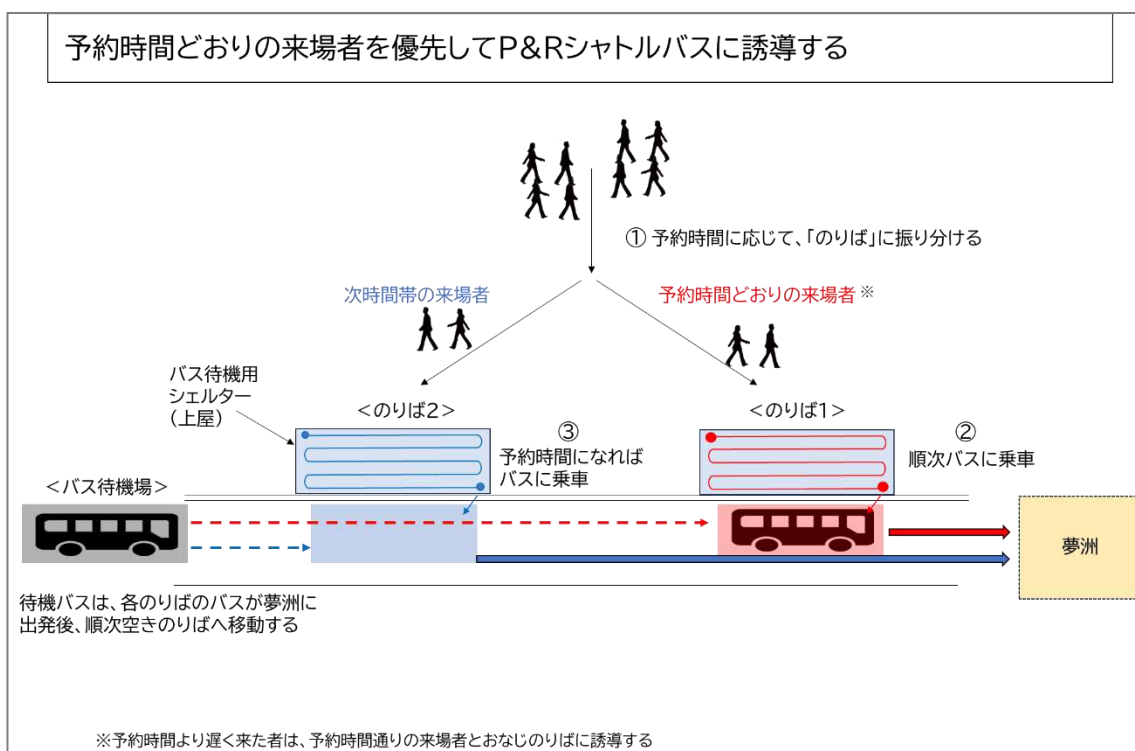 予約時間どおりの来場者を優先してP&Rシャトルバスに誘導する
① 予約時間に応じて、「のりば」に振り分ける
次時間帯の来場者
予約時間どおりの来場者※
バス待機用
シェルター
(上屋)
<のりば2>
<のりば1>
③
予約時間になれば
バスに乗車
②
順次バスに乗車
<バス待機場>
夢洲
待機バスは、各のりばのバスが夢洲に
出発後、順次空きのりばへ移動する
※予約時間より遅く来た者は、予約時間通りの来場者とおなじのりばに誘導する